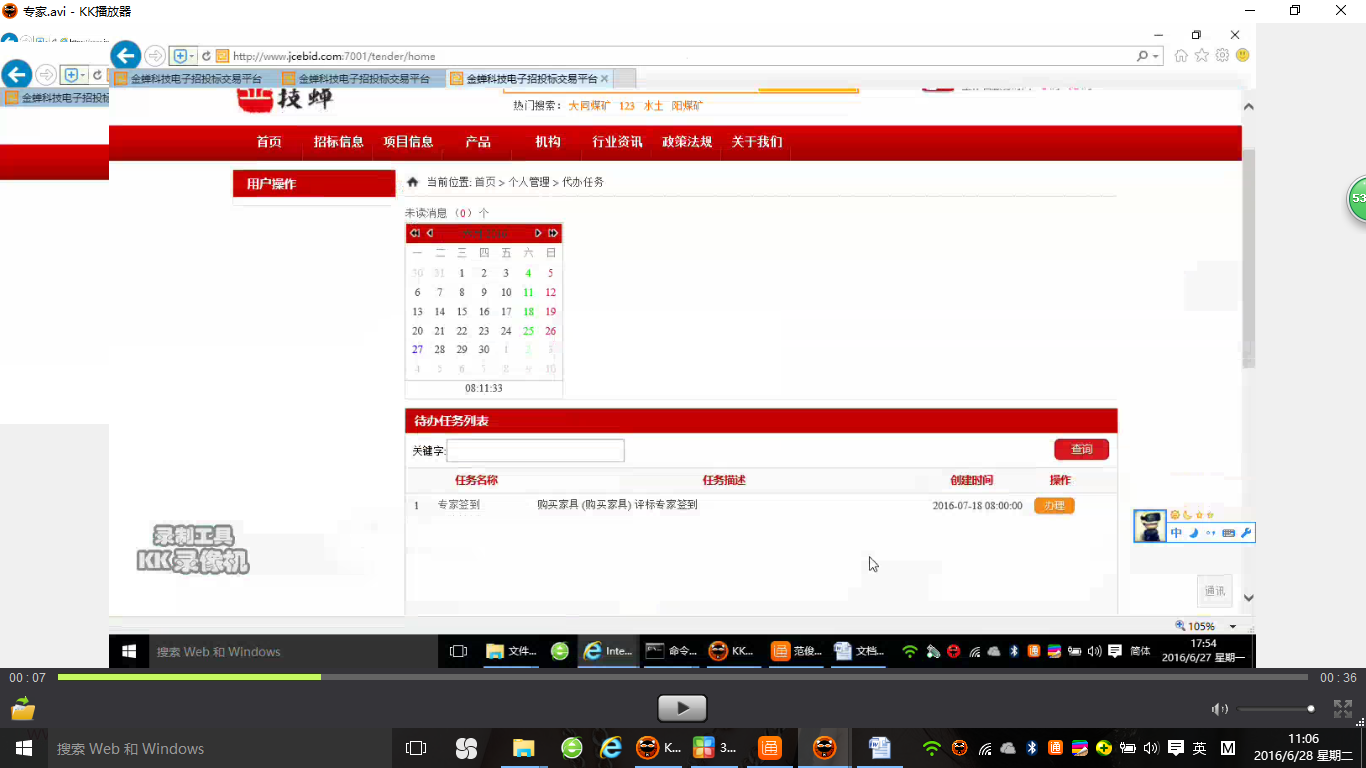 专家.avi - KK播放器
http://www.jcebid.com:7001/tender/home
金蝉科技电子招投标交易平台 金蝉科技电子招投标交易平台 金蝉科技电子招投标交易平台
金蝉科技电子招投标
技蝉
热门搜索： 大同煤矿 123 水土 阳煤矿
首页 招标信息 项目信息 产品 机构 行业资讯 政策法规 关于我们
用户操作
当前位置: 首页 > 个人管理 > 代办任务
未读消息 （0） 个
一 二 三 四 五 六 日
30 31 1 2 3 4 5
6 7 8 9 10 11 12
13 14 15 16 17 18 19
20 21 22 23 24 25 26
27 28 29 30 1 2 3
4 5 6 7 8 9 10
08:11:33
待办任务列表
关键字: 查询
任务名称 任务描述 创建时间 操作
1 专家签到 购买家具 (购买家具) 评标专家签到 2016-07-18 08:00:00 办理
53
中
录制工具
KK录像机
通讯
105%
搜索 Web 和 Windows 文件... Inte... 命令... KK... 范俊... 文档... 简体 17:54
2016/6/27 星期一
00 : 07 00 : 36
搜索 Web 和 Windows K... 3... 英 M 11:06
2016/6/28 星期二